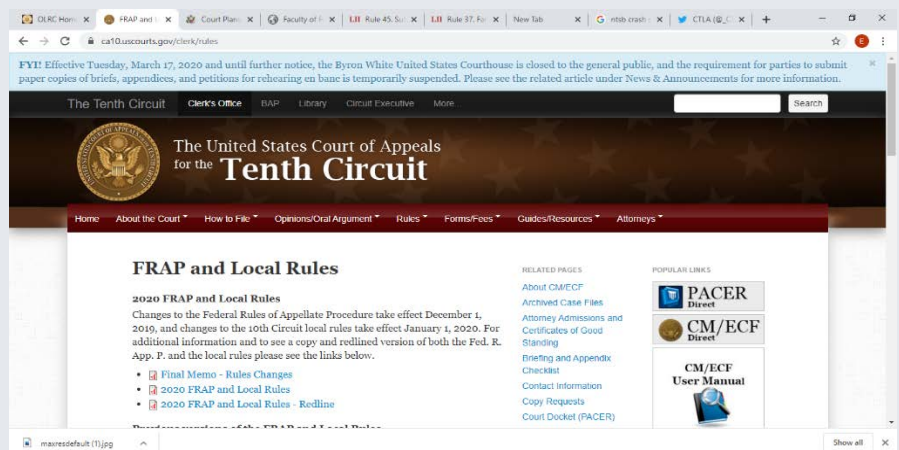 OLRC Hom
FRAP and
Court Plans
Faculty of
LII Rule 45. Su
LII Rule 37. Fa
New Tab
ntsb crash
CTLA (@_C
ca10.uscourts.gov/clerk/rules
E
FYI! Effective Tuesday, March 17, 2020 and until further notice, the Byron White United States Courthouse is closed to the general public, and the requirement for parties to submit
paper copies of briefs, appendices, and petitions for rehearing en banc is temporarily suspended. Please see the related article under News & Announcements for more information.
The Tenth Circuit Clerk's Office BAP Library Circuit Executive More... Search
The United States Court of Appeals
for the Tenth Circuit
Home About the Court How to File Opinions/Oral Argument Rules Forms/Fees Guides/Resources Attorneys
FRAP and Local Rules
2020 FRAP and Local Rules
Changes to the Federal Rules of Appellate Procedure take effect December 1,
2019, and changes to the 10th Circuit local rules take effect January 1, 2020. For
additional information and to see a copy and redlined version of both the Fed. R.
App. P. and the local rules please see the links below.
Final Memo - Rules Changes
2020 FRAP and Local Rules
2020 FRAP and Local Rules - Redline
RELATED PAGES
About CM/ECF
Archived Case Files
Attorney Admissions and
Certificates of Good
Standing
Briefing and Appendix
Checklist
Contact Information
Copy Requests
Court Docket (PACER)
POPULAR LINKS
PACER
Direct
CM/ECF
Direct
CM/ECF
User Manual
maxresdefault (1).jpg
Show all